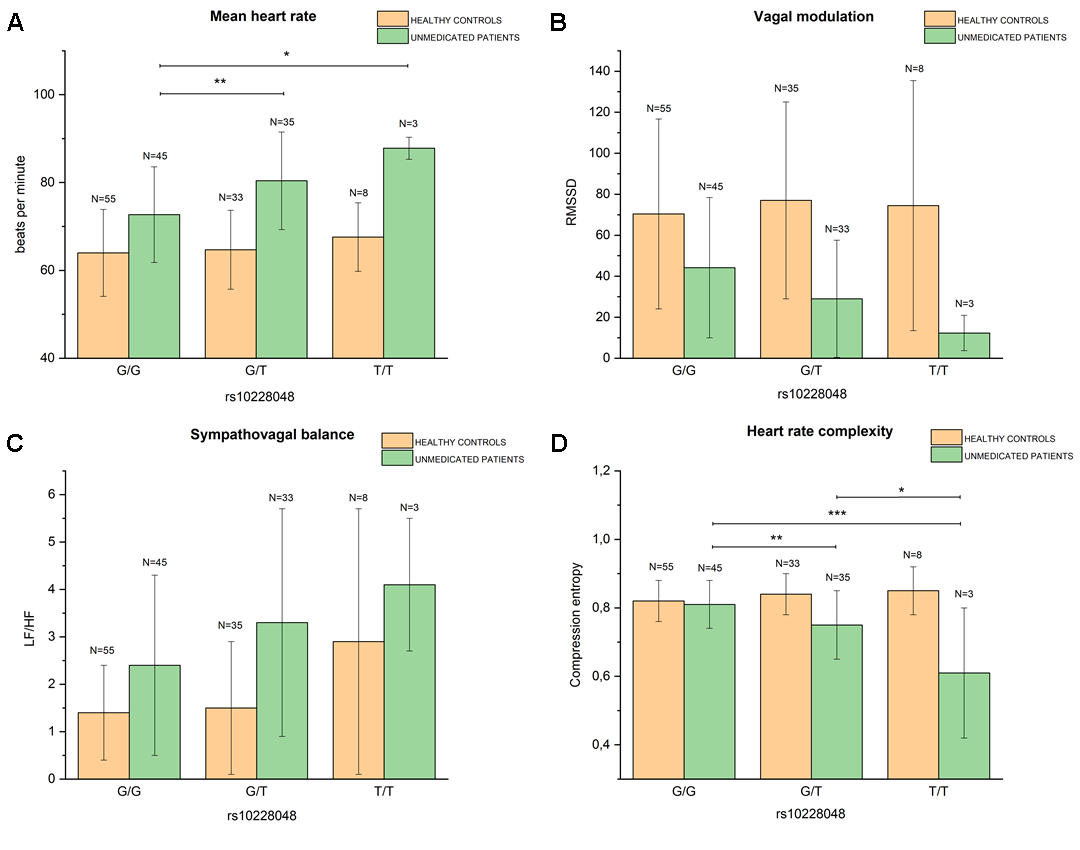 A
Mean heart rate
HEALTHY CONTROLS
UNMEDICATED PATIENTS
*
**
100
80
60
40
beats per minute
N=55
N=45
N=33
N=35
N=8
N=3
G/G
G/T
T/T
rs10228048
B
Vagal modulation
HEALTHY CONTROLS
UNMEDICATED PATIENTS
140
120
100
80
60
40
20
0
RMSSD
N=55
N=45
N=35
N=33
N=8
N=3
G/G
G/T
T/T
rs10228048
C
Sympathovagal balance
HEALTHY CONTROLS
UNMEDICATED PATIENTS
6
5
4
3
2
1
0
LF/HF
N=55
N=45
N=35
N=33
N=8
N=3
G/G
G/T
T/T
rs10228048
D
Heart rate complexity
HEALTHY CONTROLS
UNMEDICATED PATIENTS
*
***
**
1,2
1,0
0,8
0,6
0,4
Compression entropy
N=55
N=45
N=33
N=35
N=8
N=3
G/G
G/T
T/T
rs10228048